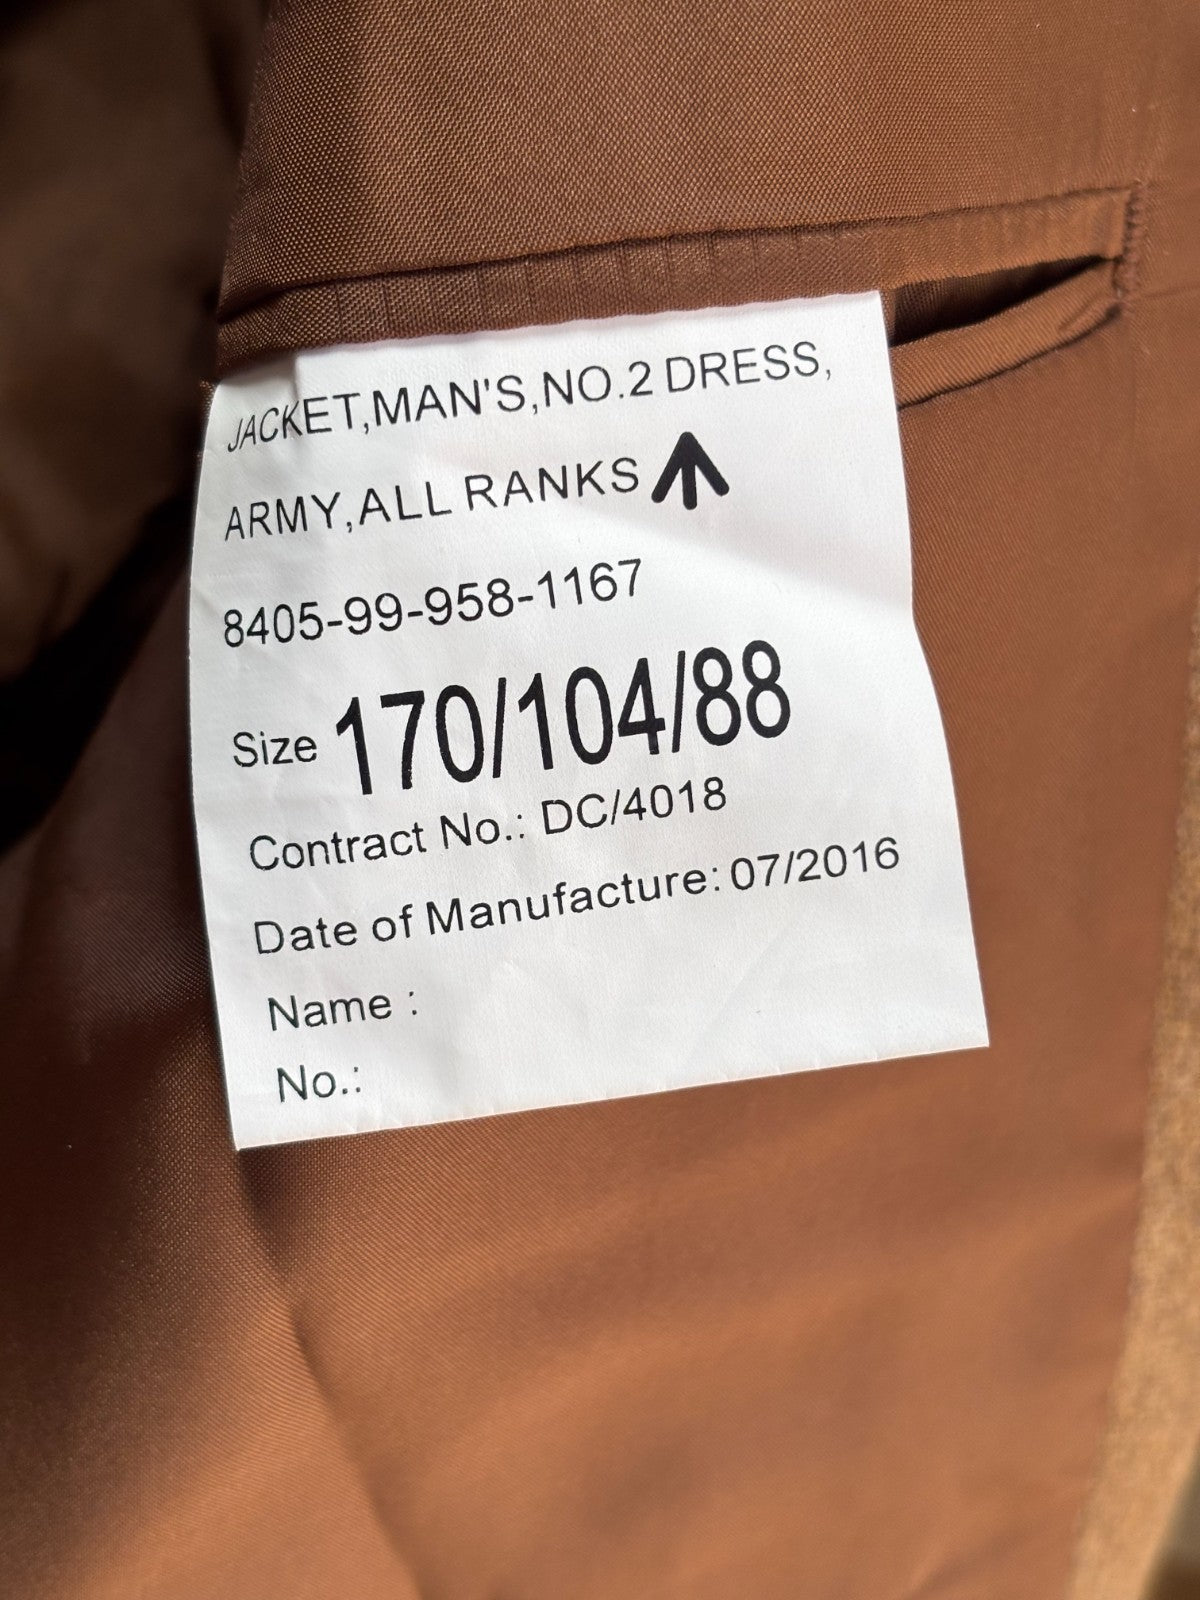 JACKET,MAN'S,NO.2 DRESS,
ARMY,ALL RANKS
8405-99-958-1167
Size 170/104/88
Contract No.: DC/4018
Date of Manufacture: 07/2016
Name :
No.: